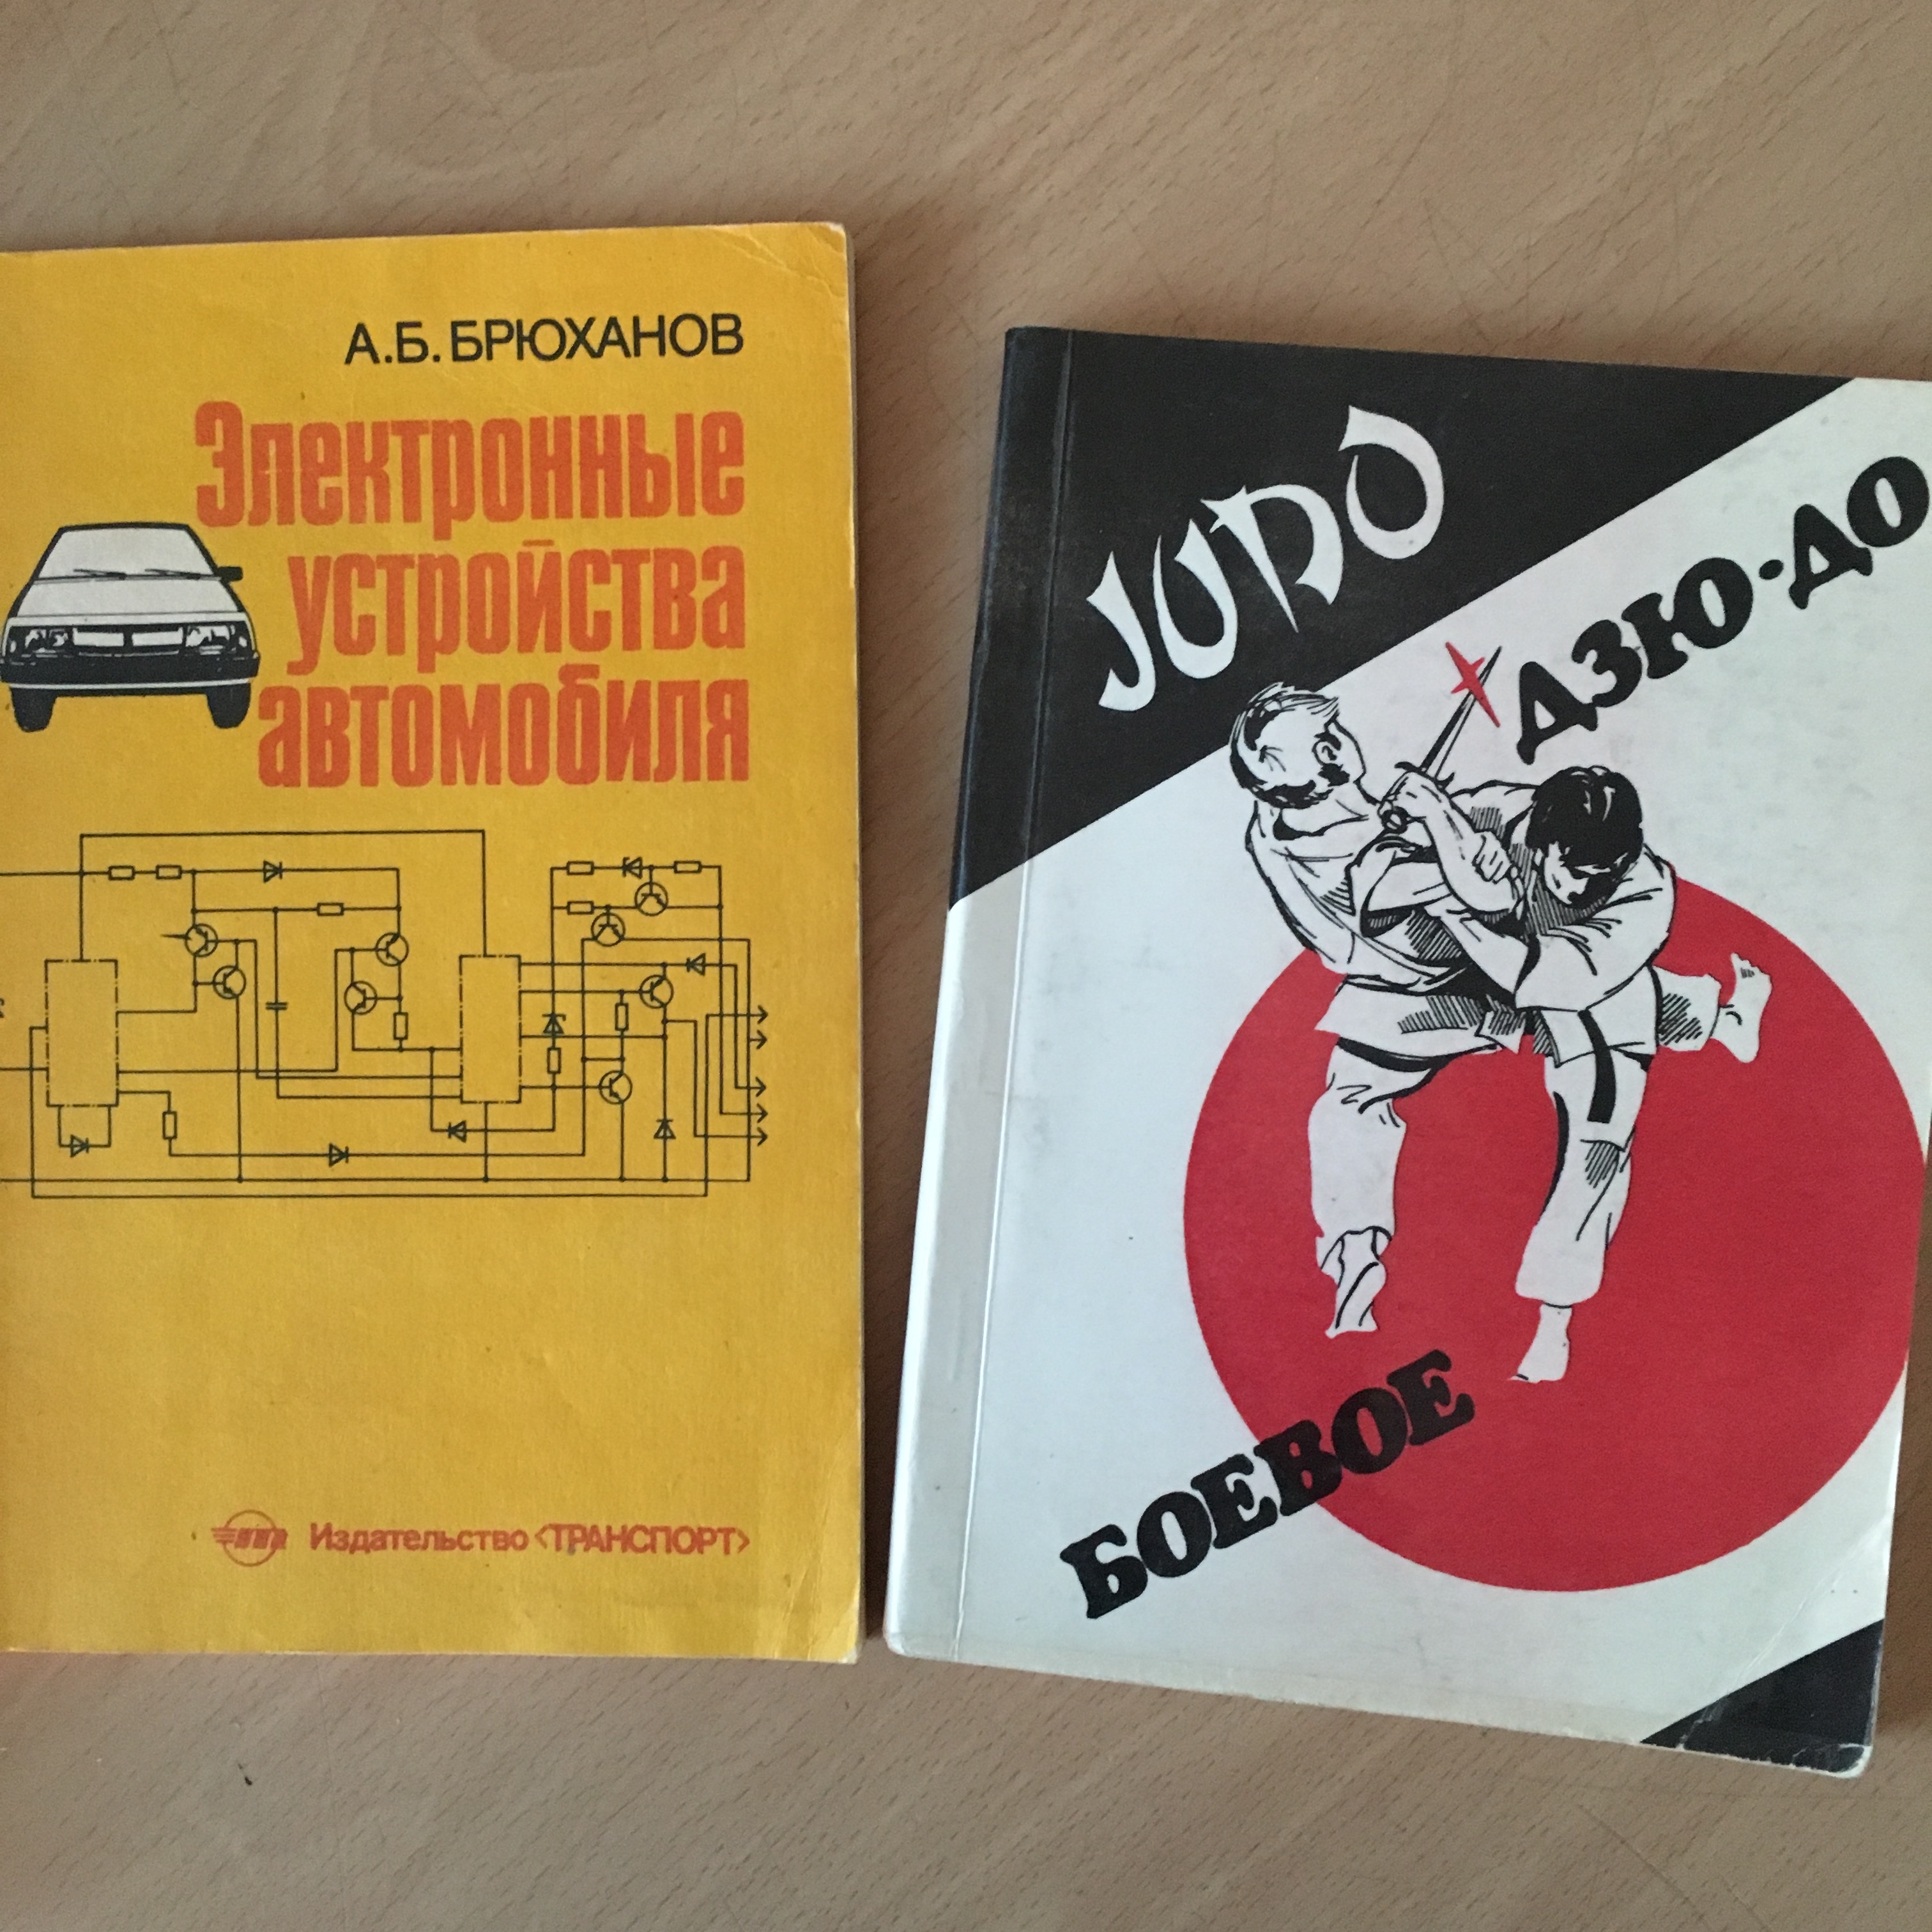 А.Б. БРЮХАНОВ
Электронные
устройства
автомобиля
Издательство <ТРАНСПОРТ>
JUDO
ДЗЮ·ДО
БОЕВОЕ